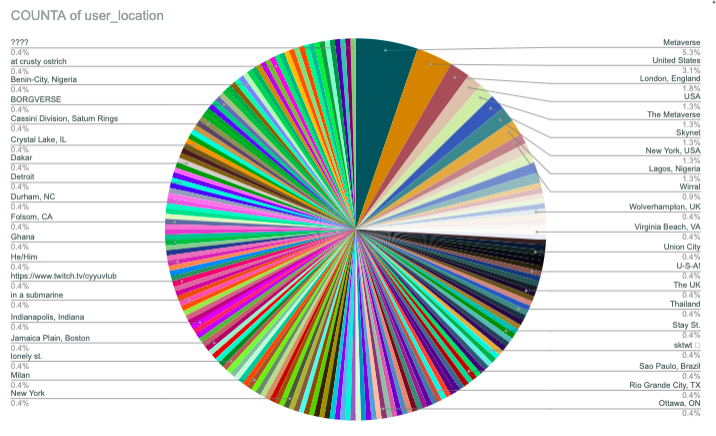 COUNTA of user_location
????
0.4%
at crusty ostrich
0.4%
Benin-City, Nigeria
0.4%
BORGVERSE
0.4%
Cassini Division, Saturn Rings
0.4%
Crystal Lake, IL
0.4%
Dakar
0.4%
Detroit
0.4%
Durham, NC
0.4%
Folsom, CA
0.4%
Ghana
0.4%
He/Him
0.4%
https://www.twitch.tv/cyyuvtub
0.4%
in a submarine
0.4%
Indianapolis, Indiana
0.4%
Jamaica Plain, Boston
0.4%
lonely st.
0.4%
Milan
0.4%
New York
0.4%
Metaverse
5.3%
United States
3.1%
London, England
1.8%
USA
1.3%
The Metaverse
1.3%
Skynet
1.3%
New York, USA
1.3%
Lagos, Nigeria
1.3%
Wirral
0.9%
Wolverhampton, UK
0.4%
Virginia Beach, VA
0.4%
Union City
0.4%
U-S-A!
0.4%
The UK
0.4%
Thailand
0.4%
Stay St.
0.4%
sktwt □
0.4%
Sao Paulo, Brazil
0.4%
Rio Grande City, TX
0.4%
Ottawa, ON
0.4%